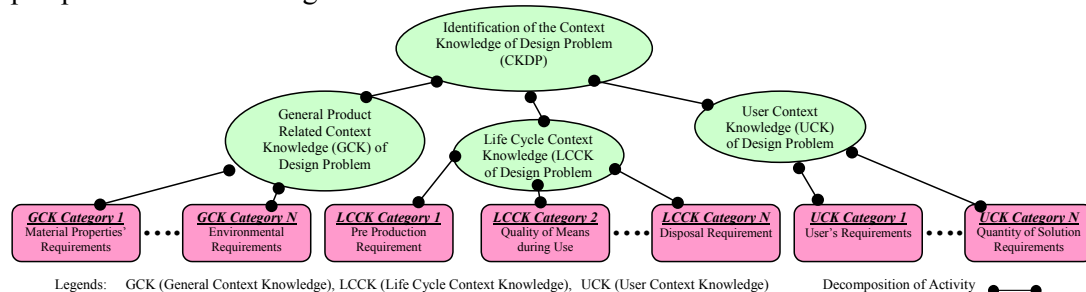 Identification of the Context
Knowledge of Design Problem
(CKDP)
General Product
Related Context
Knowledge (GCK) of
Design Problem
Life Cycle Context
Knowledge (LCCK
of Design Problem
User Context
Knowledge (UCK)
of Design Problem
GCK Category 1
Material Properties’
Requirements
GCK Category N
Environmental
Requirements
LCCK Category 1
Pre Production
Requirement
LCCK Category 2
Quality of Means
during Use
LCCK Category N
Disposal Requirement
UCK Category 1
User’s Requirements
UCK Category N
Quantity of Solution
Requirements
Legends: GCK (General Context Knowledge), LCCK (Life Cycle Context Knowledge), UCK (User Context Knowledge) Decomposition of Activity